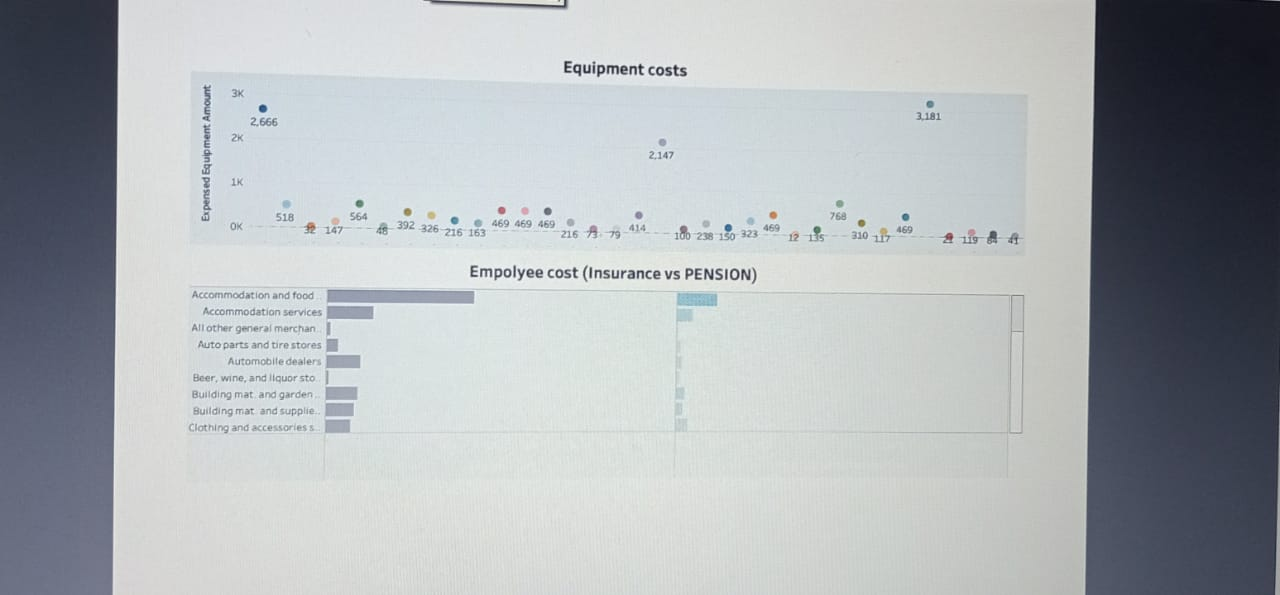 Equipment costs
Expensed Equipment Amount
3K
2K
1K
0K
2,666
518
32
147
564
48
392
326
216
163
469
469
469
216
73
79
414
2,147
100
238
150
323
469
12
135
768
310
117
469
3,181
119
84
41
Empolyee cost (Insurance vs PENSION)
Accommodation and food ..
Accommodation services
All other general merchan..
Auto parts and tire stores
Automobile dealers
Beer, wine, and liquor sto..
Building mat. and garden ..
Building mat. and supplie..
Clothing and accessories s..